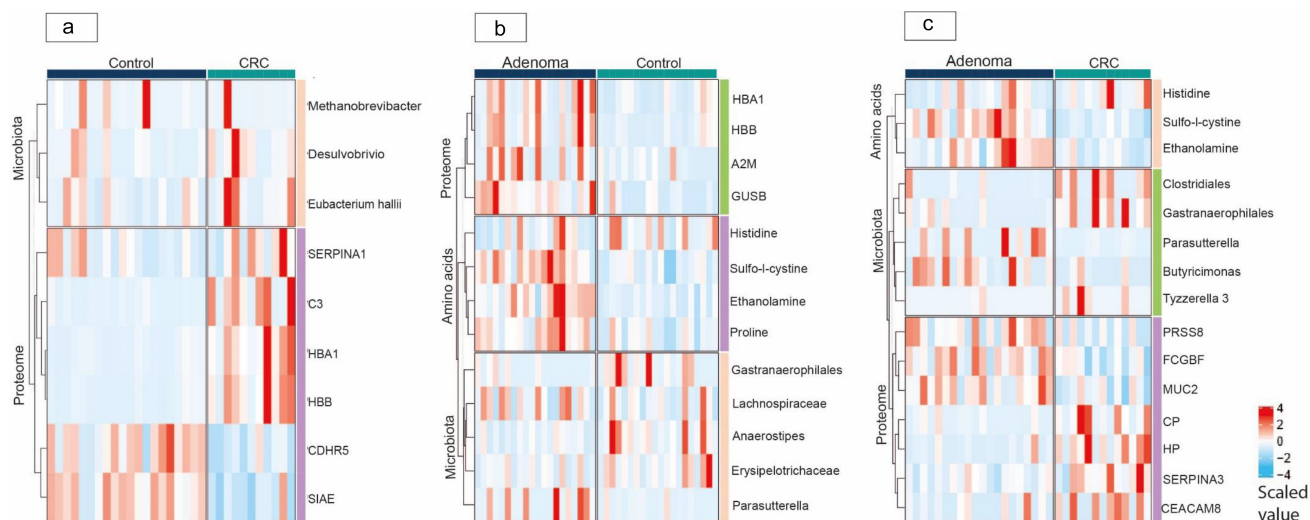 a
Control
CRC
Microbiota
Methanobrevibacter
Desulvobrivio
Eubacterium hallii
Proteome
SERPINA1
C3
HBA1
HBB
CDHR5
SIAE
b
Adenoma
Control
Proteome
HBA1
HBB
A2M
GUSB
Amino acids
Histidine
Sulfo-l-cystine
Ethanolamine
Proline
Microbiota
Gastranaerophilales
Lachnospiraceae
Anaerostipes
Erysipelotrichaceae
Parasutterella
c
Adenoma
CRC
Amino acids
Histidine
Sulfo-l-cystine
Ethanolamine
Microbiota
Clostridiales
Gastranaerophilales
Parasutterella
Butyricimonas
Tyzzerella 3
Proteome
PRSS8
FCGBF
MUC2
CP
HP
SERPINA3
CEACAM8
4
2
0
−2
−4
Scaled
value